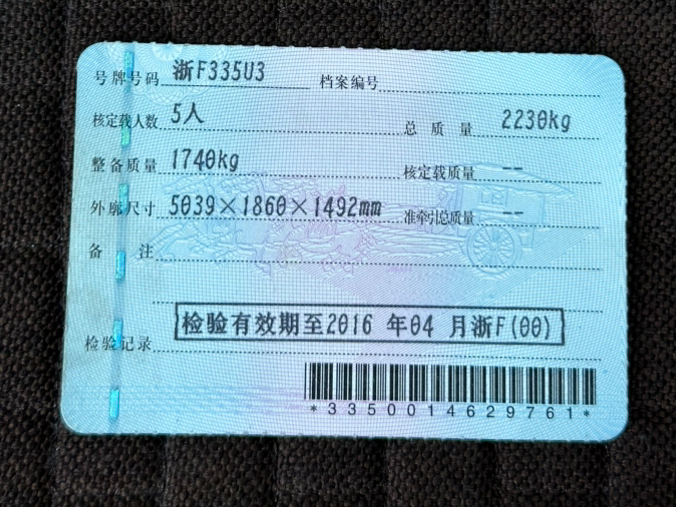 号牌号码 浙F335U3 档案编号
核定载人数 5人 总质量 2230kg
整备质量 1740kg 核定载质量 --
外廓尺寸 5039×1860×1492mm 准牵引总质量 --
备注
检验记录 检验有效期至2016 年04 月浙F(00)
*3350014629761*